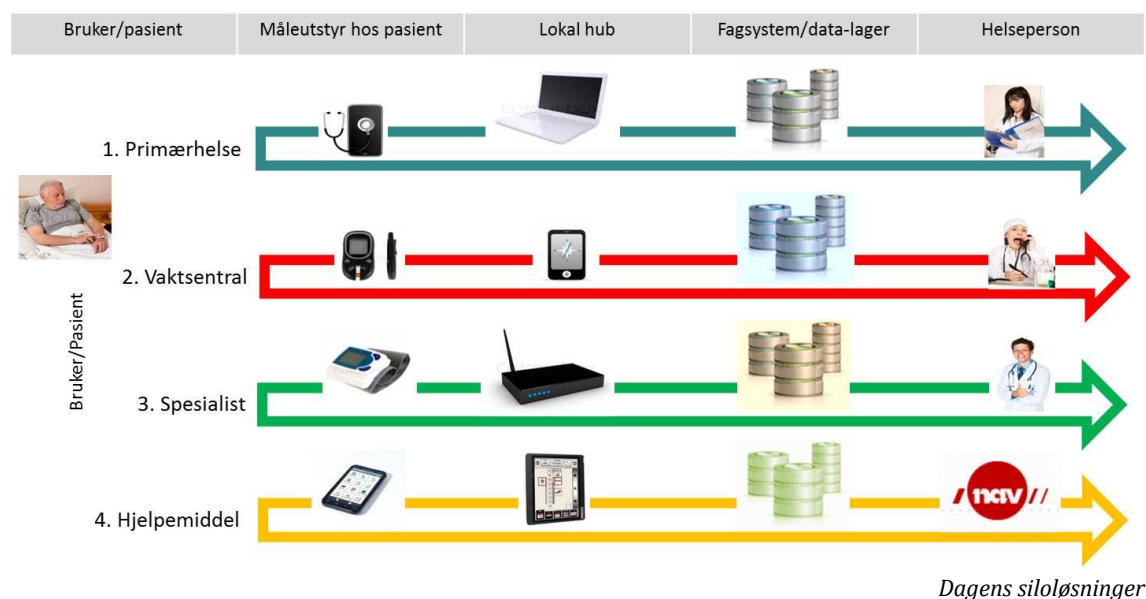 Bruker/pasient
Måleutstyr hos pasient
Lokal hub
Fagsystem/data-lager
Helseperson
1. Primærhelse
2. Vaktsentral
Bruker/Pasient
3. Spesialist
4. Hjelpemiddel
nav
Dagens siloløsninger